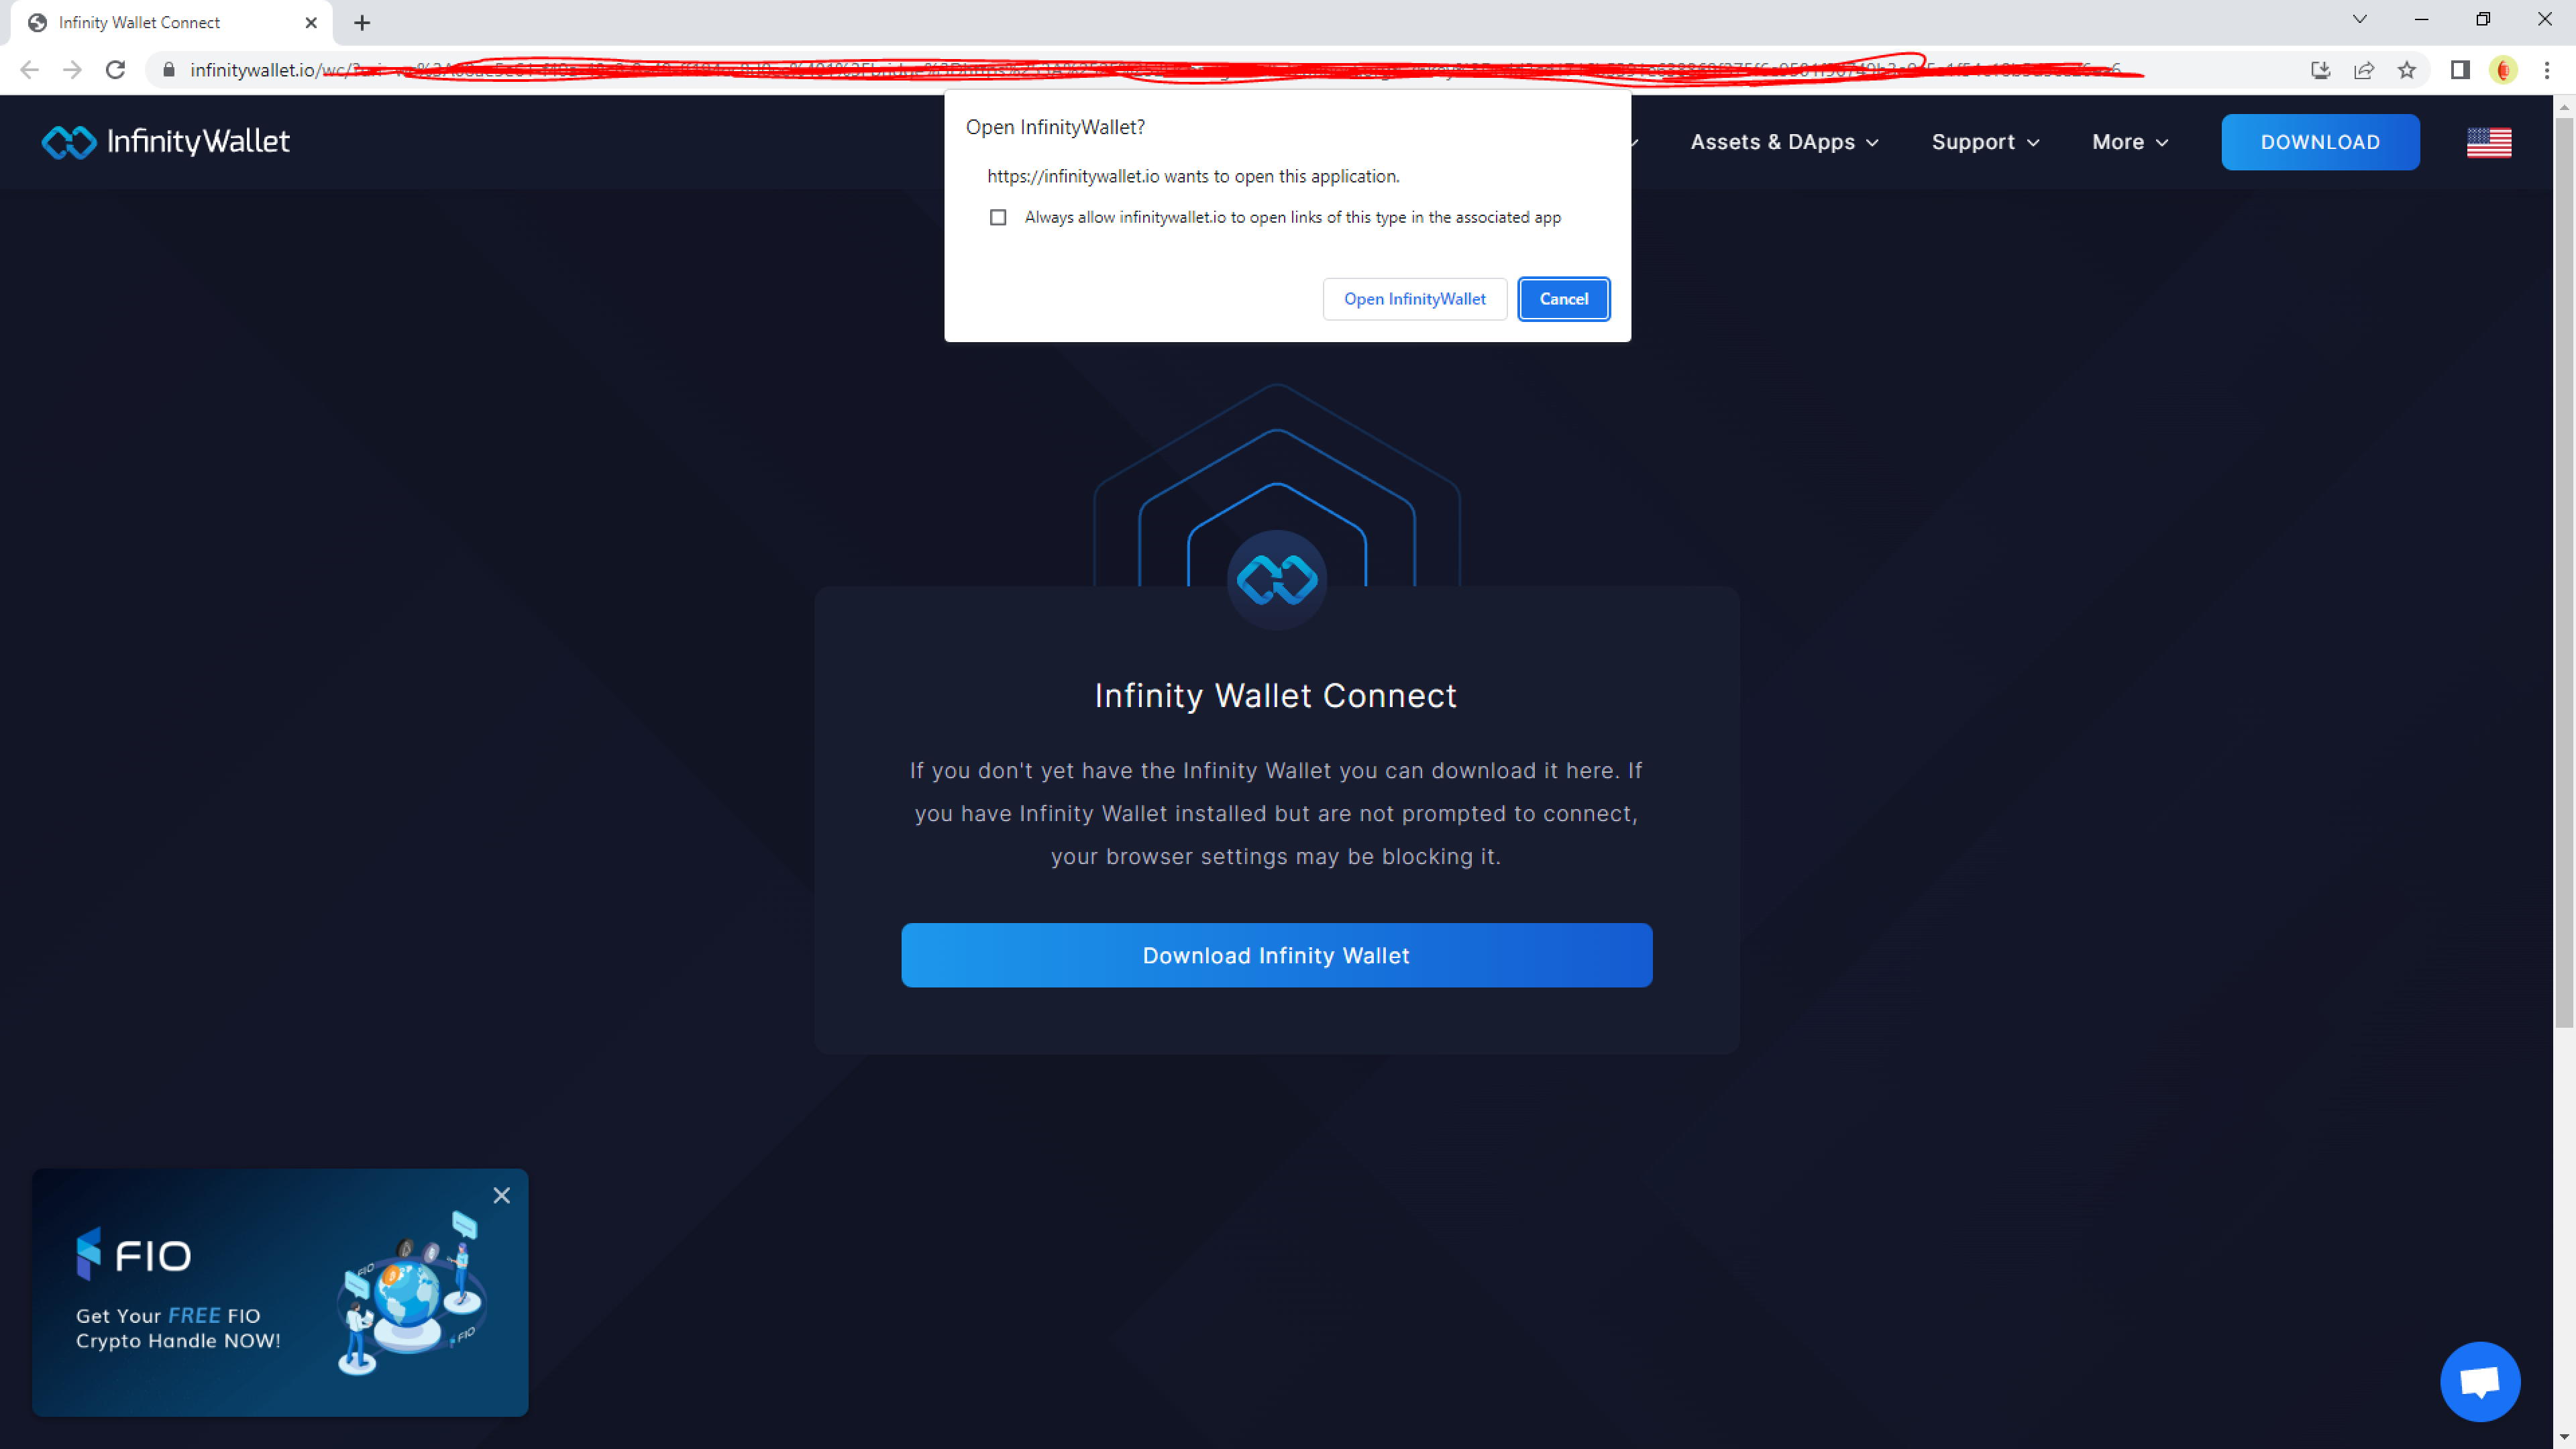 Infinity Wallet Connect
infinitywallet.io/wc/
InfinityWallet
Assets & DApps
Support
More
DOWNLOAD
Open InfinityWallet?
https://infinitywallet.io wants to open this application.
Always allow infinitywallet.io to open links of this type in the associated app
Open InfinityWallet
Cancel
Infinity Wallet Connect
If you don't yet have the Infinity Wallet you can download it here. If
you have Infinity Wallet installed but are not prompted to connect,
your browser settings may be blocking it.
Download Infinity Wallet
FIO
Get Your FREE FIO
Crypto Handle NOW!
FIO
FIO